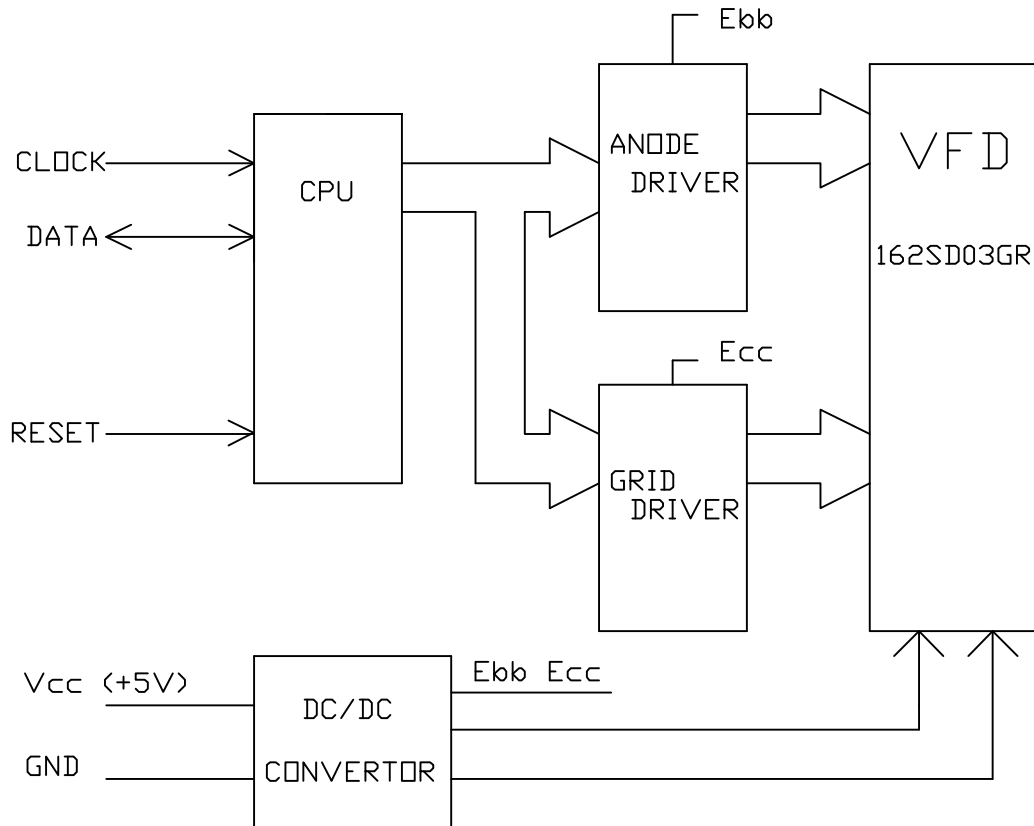 Ebb
CLOCK
DATA
RESET
CPU
ANODE
DRIVER
VFD
162SD03GR
Ecc
GRID
DRIVER
Vcc (+5V)
GND
DC/DC
CONVERTOR
Ebb Ecc